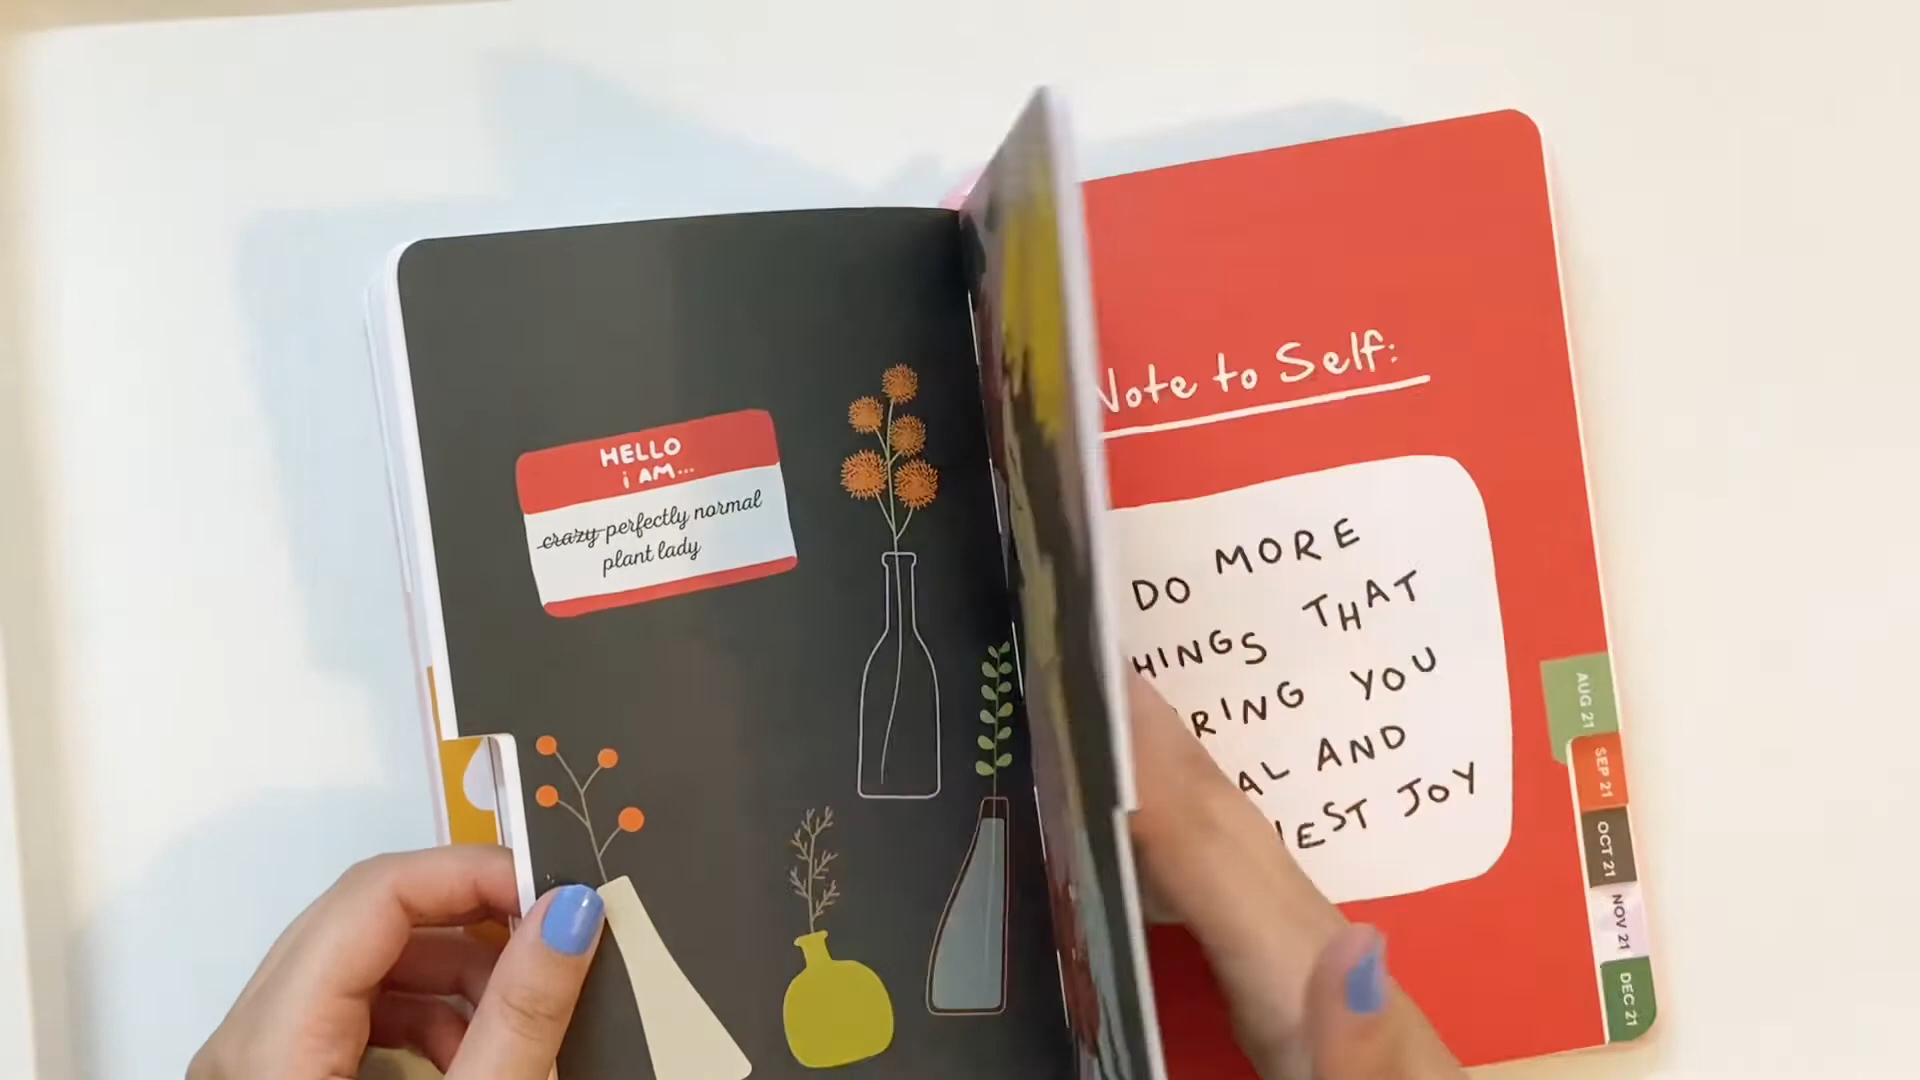 HELLO
i AM...
crazy perfectly normal
plant lady
Note to Self:
DO MORE
HINGS THAT
RING YOU
AL AND
EST JOY
AUG 21
SEP 21
OCT 21
NOV 21
DEC 21